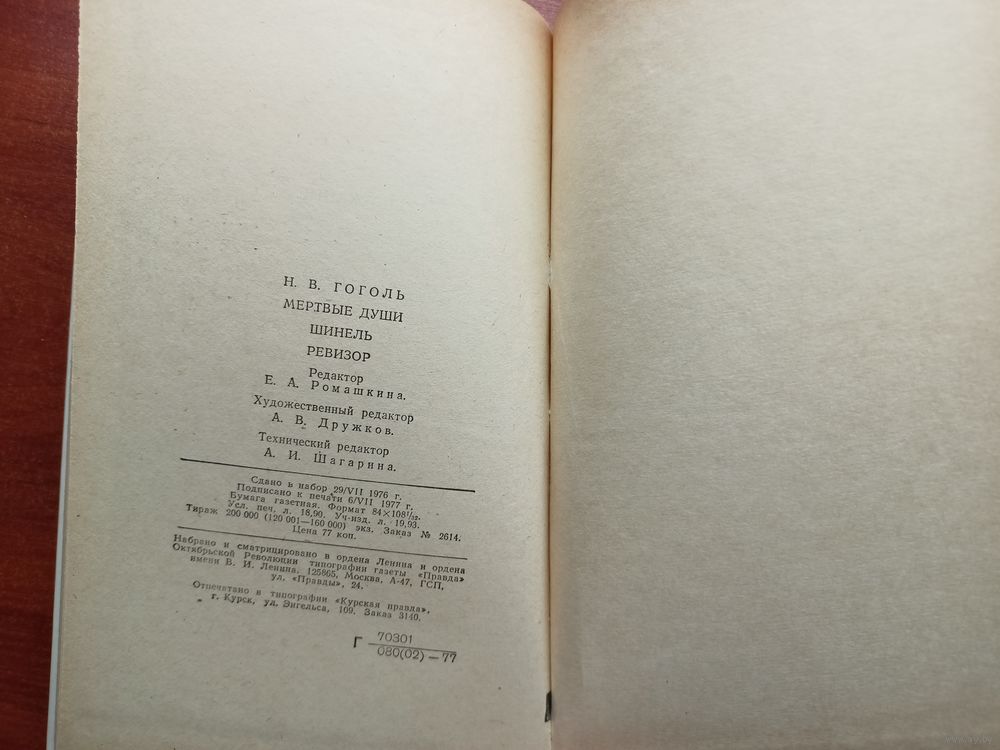 Н. В. ГОГОЛЬ
МЕРТВЫЕ ДУШИ
ШИНЕЛЬ
РЕВИЗОР
Редактор
Е. А. Ромашкина.
Художественный редактор
А. В. Дружков.
Технический редактор
А. И. Шагарина.
Сдано в набор 29/VII 1976 г.
Подписано к печати 6/VII 1977 г.
Бумага газетная. Формат 84×108¹/₃₂.
Усл. печ. л. 18,90. Уч-изд. л. 19,93.
Тираж 200 000 (120 001—160 000) экз. Заказ № 2614.
Цена 77 коп.
Набрано и сматрицировано в ордена Ленина и ордена
Октябрьской Революции типографии газеты «Правда»
имени В. И. Ленина, 125865, Москва, А-47, ГСП,
ул. «Правды», 24.
Отпечатано в типографии «Курская правда»,
г. Курск, ул. Энгельса, 109. Заказ 3140.
Г 70301
080(02)—77